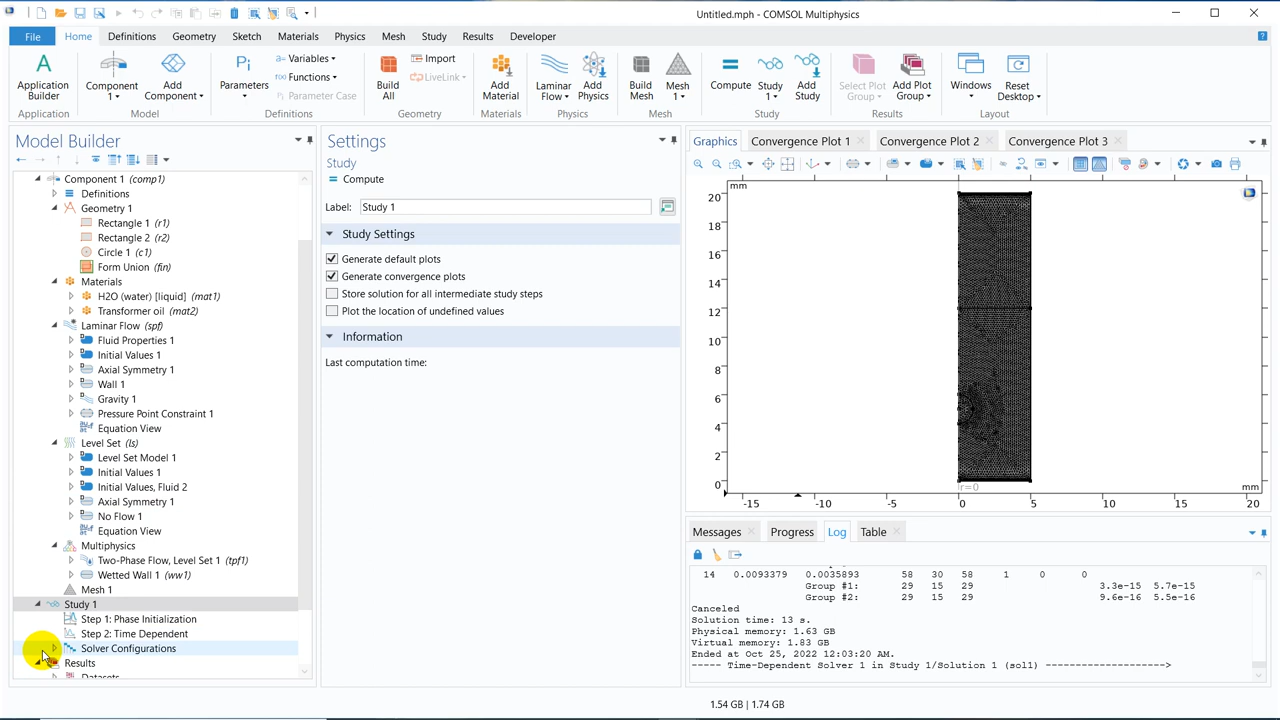 Untitled.mph - COMSOL Multiphysics
File Home Definitions Geometry Sketch Materials Physics Mesh Study Results Developer
Application Builder
Component 1
Add Component
Parameters
Variables
Functions
Parameter Case
Build All
Import
LiveLink
Add Material
Laminar Flow
Add Physics
Build Mesh
Mesh 1
Compute
Study 1
Add Study
Select Plot Group
Add Plot Group
Windows
Reset Desktop
Application Model Definitions Geometry Materials Physics Mesh Study Results Layout
Model Builder
Component 1 (comp1)
Definitions
Geometry 1
Rectangle 1 (r1)
Rectangle 2 (r2)
Circle 1 (c1)
Form Union (fin)
Materials
H2O (water) [liquid] (mat1)
Transformer oil (mat2)
Laminar Flow (spf)
Fluid Properties 1
Initial Values 1
Axial Symmetry 1
Wall 1
Gravity 1
Pressure Point Constraint 1
Equation View
Level Set (ls)
Level Set Model 1
Initial Values 1
Initial Values, Fluid 2
Axial Symmetry 1
No Flow 1
Equation View
Multiphysics
Two-Phase Flow, Level Set 1 (tpf1)
Wetted Wall 1 (ww1)
Mesh 1
Study 1
Step 1: Phase Initialization
Step 2: Time Dependent
Solver Configurations
Results
Datasets
Settings
Study
Compute
Label: Study 1
Study Settings
Generate default plots
Generate convergence plots
Store solution for all intermediate study steps
Plot the location of undefined values
Information
Last computation time:
Graphics Convergence Plot 1 Convergence Plot 2 Convergence Plot 3
mm
20
18
16
14
12
10
8
6
4
2
0
r=0
mm
-15 -10 -5 0 5 10 15 20
Messages Progress Log Table
14 0.0093379 0.0035893 58 30 58 1 0 0
Group #1: 29 15 29 3.3e-15 5.7e-15
Group #2: 29 15 29 9.6e-16 5.5e-16
Canceled
Solution time: 13 s.
Physical memory: 1.63 GB
Virtual memory: 1.83 GB
Ended at Oct 25, 2022 12:03:20 AM.
----- Time-Dependent Solver 1 in Study 1/Solution 1 (sol1) -------------------->
1.54 GB | 1.74 GB